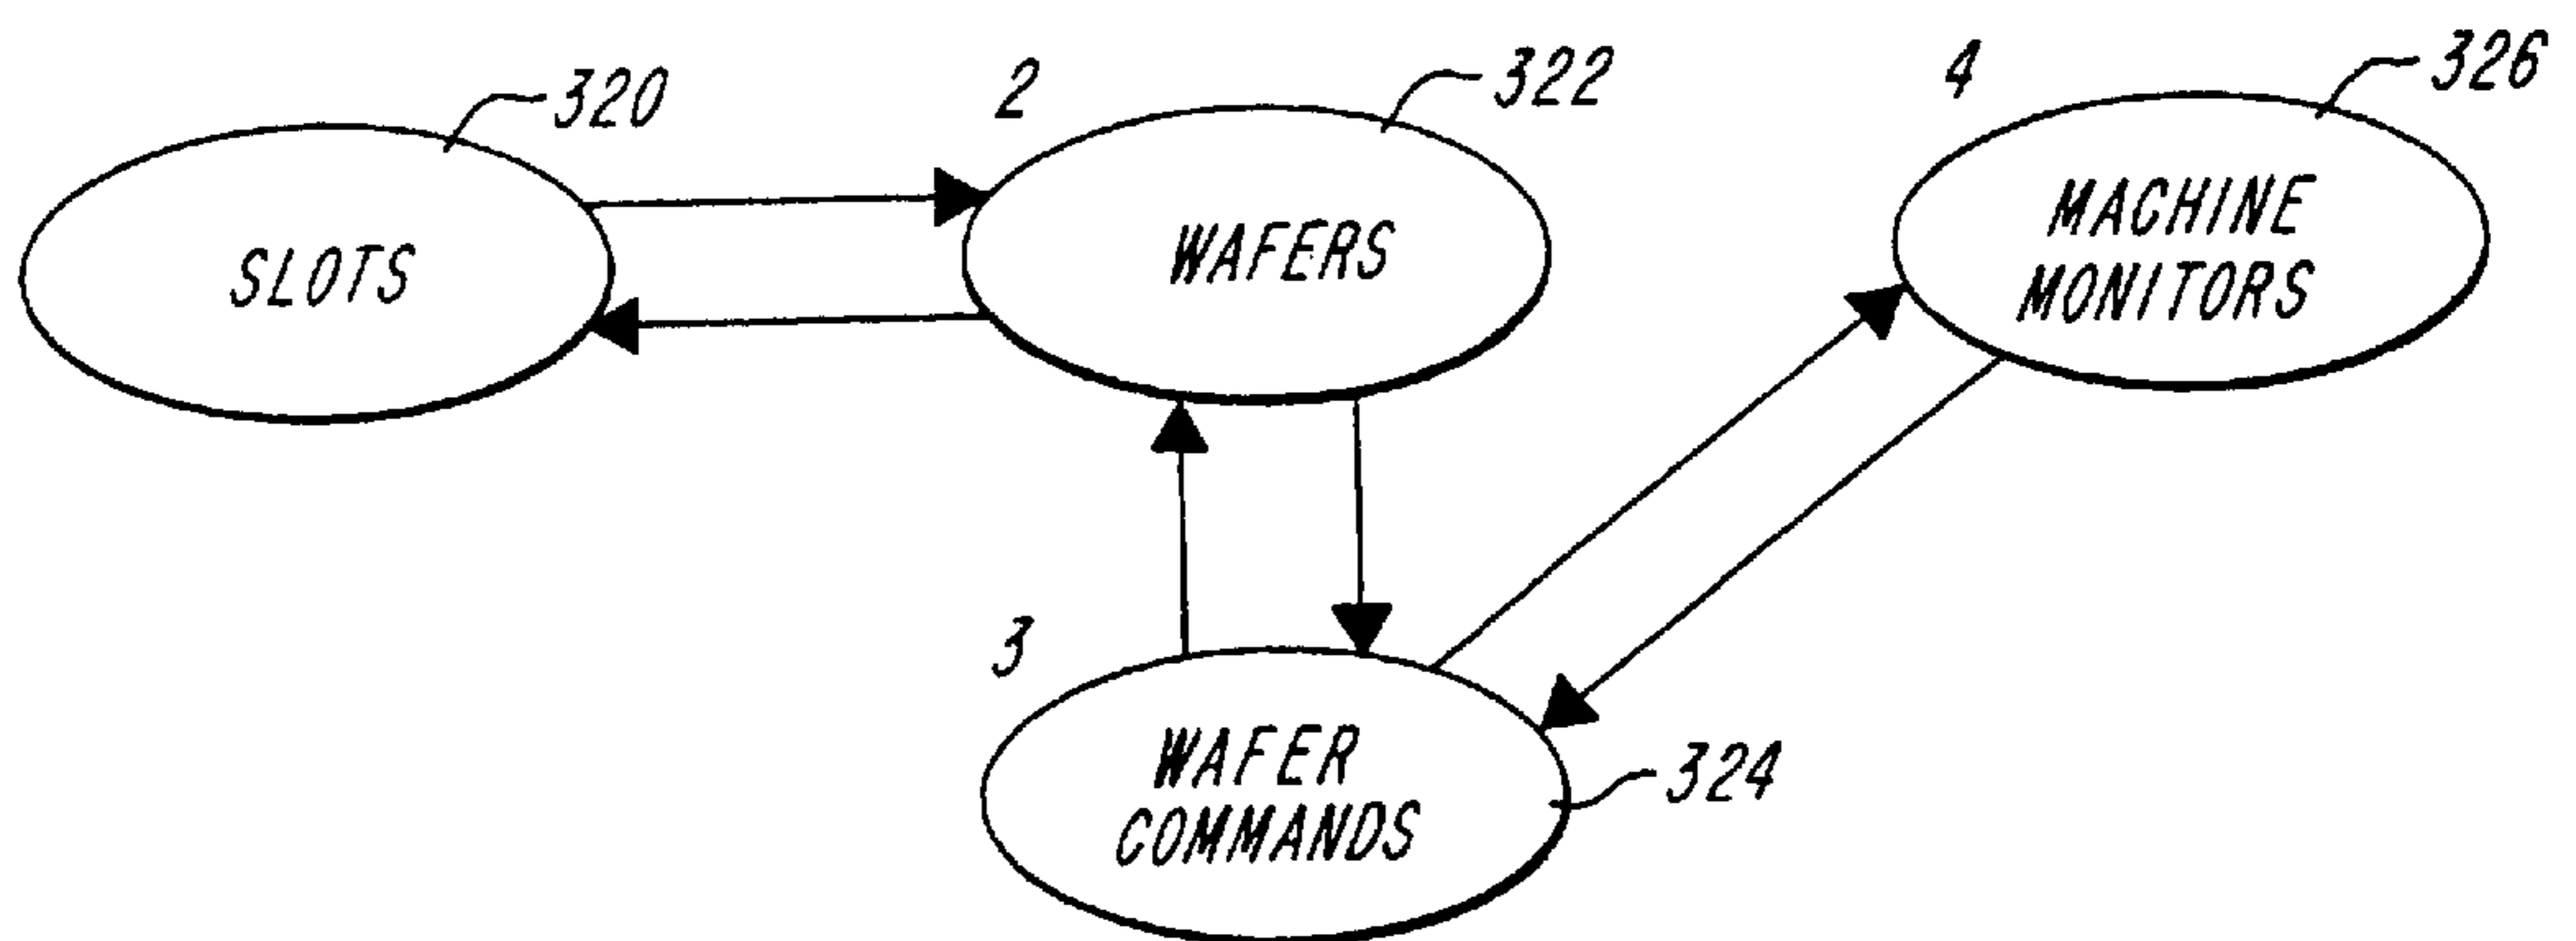 320
SLOTS
2
322
WAFERS
4
326
MACHINE
MONITORS
3
WAFER
COMMANDS
324